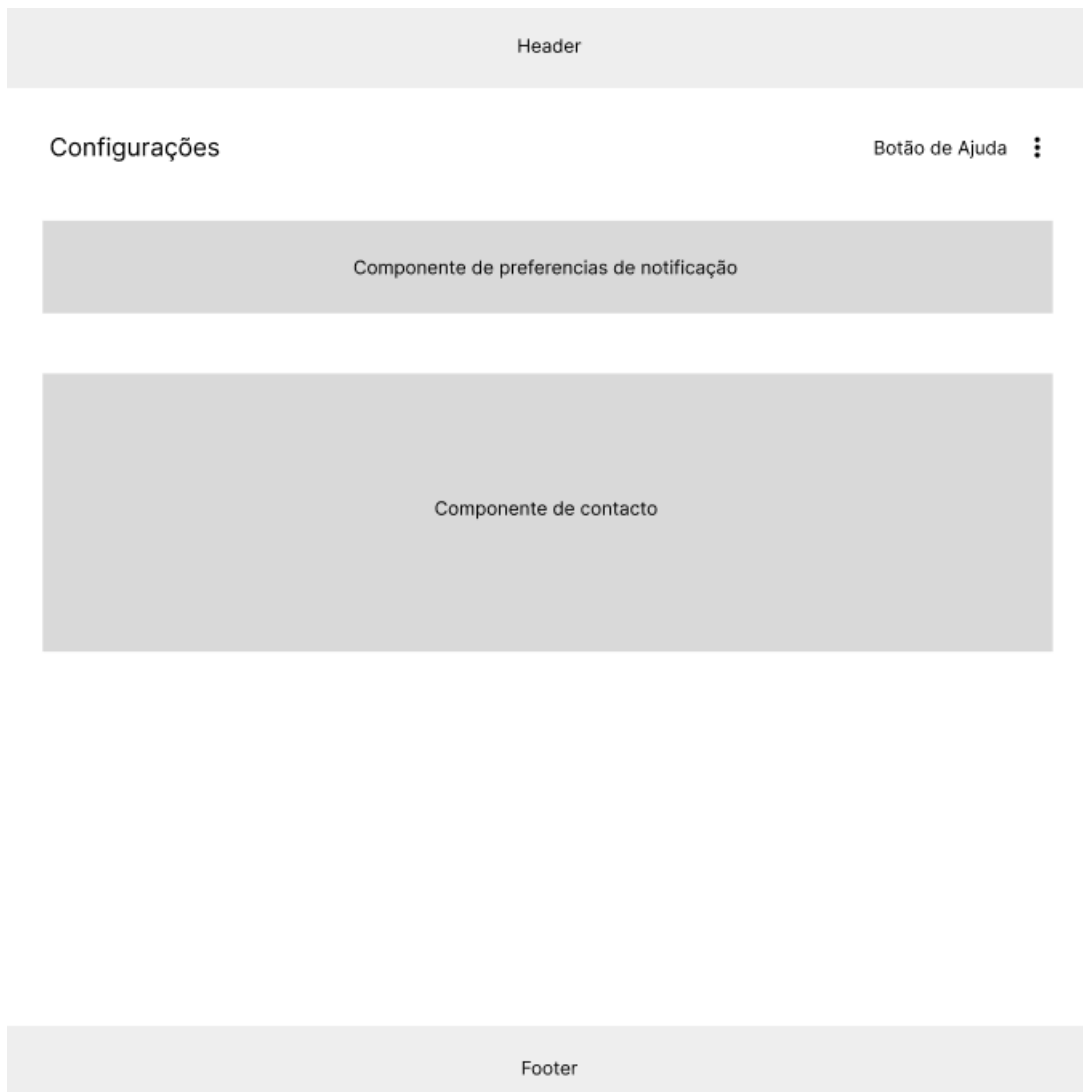 Header
Configurações
Botão de Ajuda
Componente de preferencias de notificação
Componente de contacto
Footer